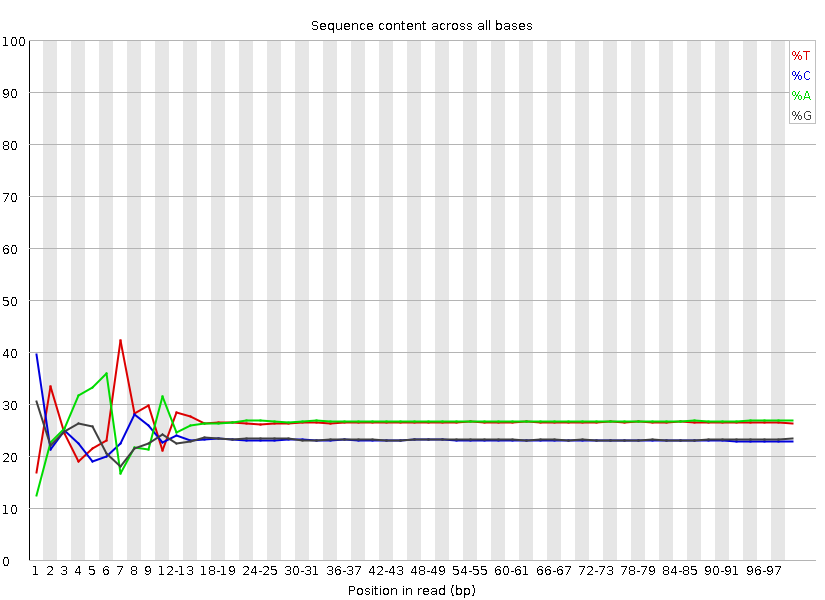 Sequence content across all bases
100
90
80
70
60
50
40
30
20
10
0
%T
%C
%A
%G
1 2 3 4 5 6 7 8 9 12-13 18-19 24-25 30-31 36-37 42-43 48-49 54-55 60-61 66-67 72-73 78-79 84-85 90-91 96-97
Position in read (bp)